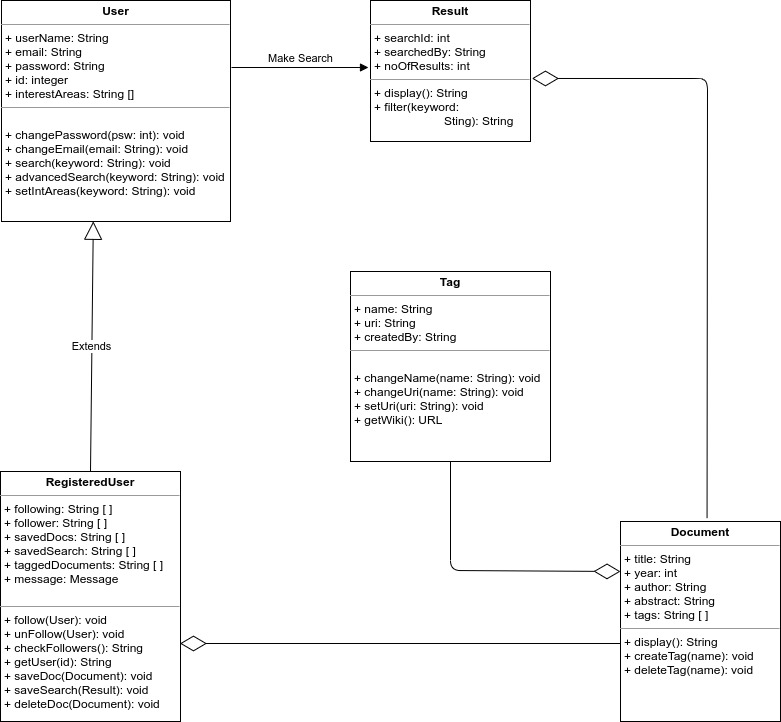 User
+ userName: String
+ email: String
+ password: String
+ id: integer
+ interestAreas: String []
+ changePassword(psw: int): void
+ changeEmail(email: String): void
+ search(keyword: String): void
+ advancedSearch(keyword: String): void
+ setIntAreas(keyword: String): void
Make Search
Result
+ searchId: int
+ searchedBy: String
+ noOfResults: int
+ display(): String
+ filter(keyword:
Sting): String
Extends
Tag
+ name: String
+ uri: String
+ createdBy: String
+ changeName(name: String): void
+ changeUri(name: String): void
+ setUri(uri: String): void
+ getWiki(): URL
RegisteredUser
+ following: String [ ]
+ follower: String [ ]
+ savedDocs: String [ ]
+ savedSearch: String [ ]
+ taggedDocuments: String [ ]
+ message: Message
+ follow(User): void
+ unFollow(User): void
+ checkFollowers(): String
+ getUser(id): String
+ saveDoc(Document): void
+ saveSearch(Result): void
+ deleteDoc(Document): void
Document
+ title: String
+ year: int
+ author: String
+ abstract: String
+ tags: String [ ]
+ display(): String
+ createTag(name): void
+ deleteTag(name): void